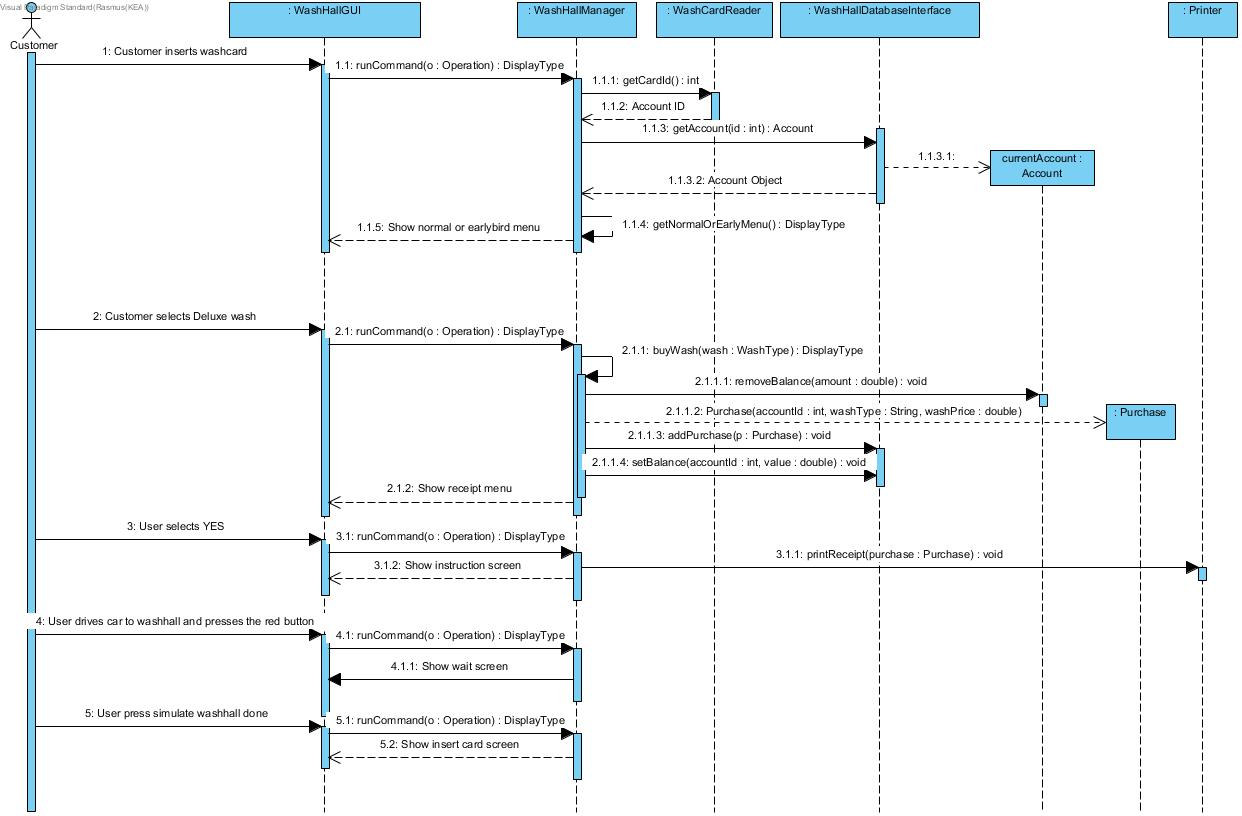 Visual Paradigm Standard(Rasmus(KEA))
Customer
: WashHallGUI
: WashHallManager
: WashCardReader
: WashHallDatabaseInterface
: Printer
1: Customer inserts washcard
1.1: runCommand(o : Operation) : DisplayType
1.1.1: getCardId() : int
1.1.2: Account ID
1.1.3: getAccount(id : int) : Account
1.1.3.1:
currentAccount :
Account
1.1.3.2: Account Object
1.1.4: getNormalOrEarlyMenu() : DisplayType
1.1.5: Show normal or earlybird menu
2: Customer selects Deluxe wash
2.1: runCommand(o : Operation) : DisplayType
2.1.1: buyWash(wash : WashType) : DisplayType
2.1.1.1: removeBalance(amount : double) : void
2.1.1.2: Purchase(accountId : int, washType : String, washPrice : double)
: Purchase
2.1.1.3: addPurchase(p : Purchase) : void
2.1.1.4: setBalance(accountId : int, value : double) : void
2.1.2: Show receipt menu
3: User selects YES
3.1: runCommand(o : Operation) : DisplayType
3.1.1: printReceipt(purchase : Purchase) : void
3.1.2: Show instruction screen
4: User drives car to washhall and presses the red button
4.1: runCommand(o : Operation) : DisplayType
4.1.1: Show wait screen
5: User press simulate washhall done
5.1: runCommand(o : Operation) : DisplayType
5.2: Show insert card screen